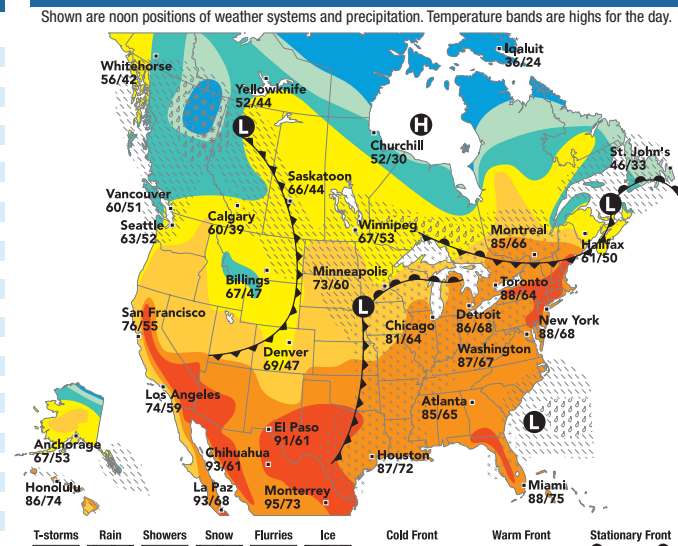 Shown are noon positions of weather systems and precipitation. Temperature bands are highs for the day.
Iqaluit
36/24
Whitehorse
56/42
Yellowknife
52/44
L
H
Churchill
52/30
St. John's
46/33
Saskatoon
66/44
Vancouver
60/51
Seattle
63/52
Calgary
60/39
Winnipeg
67/53
Montreal
85/66
L
Halfax
61/50
Billings
67/47
Minneapolis
73/60
Toronto
88/64
San Francisco
76/55
L
Chicago
81/64
Detroit
86/68
New York
88/68
Denver
69/47
Washington
87/67
Los Angeles
74/59
Atlanta
85/65
L
El Paso
91/61
Anchorage
67/53
Chihuahua
93/61
Houston
87/72
Honolulu
86/74
La Paz
93/68
Monterrey
95/73
Miami
88/75
T-storms Rain Showers Snow Flurries Ice Cold Front Warm Front Stationary Front